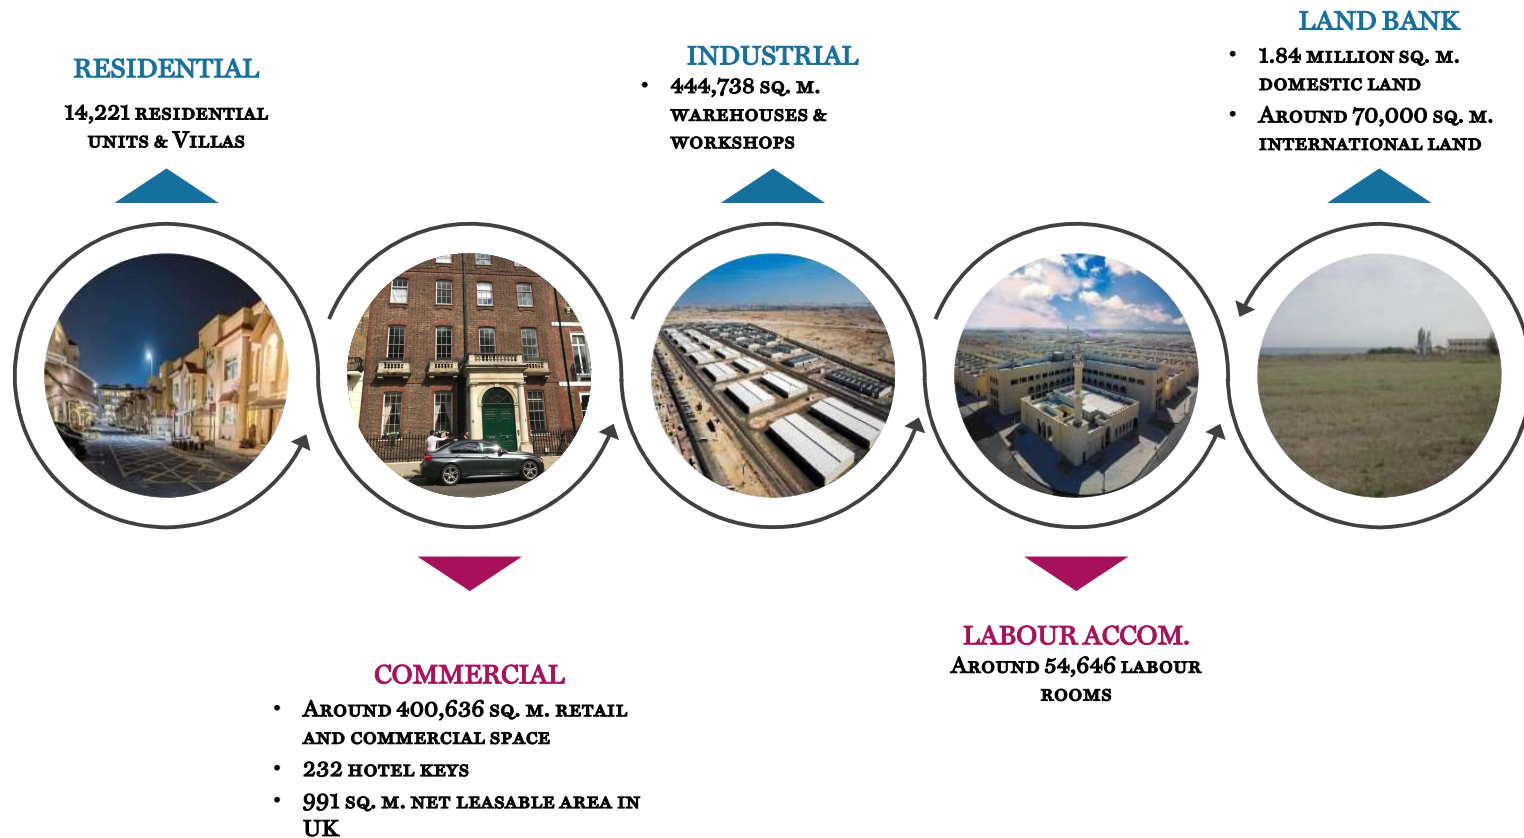 RESIDENTIAL
14,221 RESIDENTIAL
UNITS & VILLAS
COMMERCIAL
• AROUND 400,636 SQ. M. RETAIL
AND COMMERCIAL SPACE
• 232 HOTEL KEYS
• 991 SQ. M. NET LEASABLE AREA IN
UK
INDUSTRIAL
• 444,738 SQ. M.
WAREHOUSES &
WORKSHOPS
LABOUR ACCOM.
AROUND 54,646 LABOUR
ROOMS
LAND BANK
• 1.84 MILLION SQ. M.
DOMESTIC LAND
• AROUND 70,000 SQ. M.
INTERNATIONAL LAND